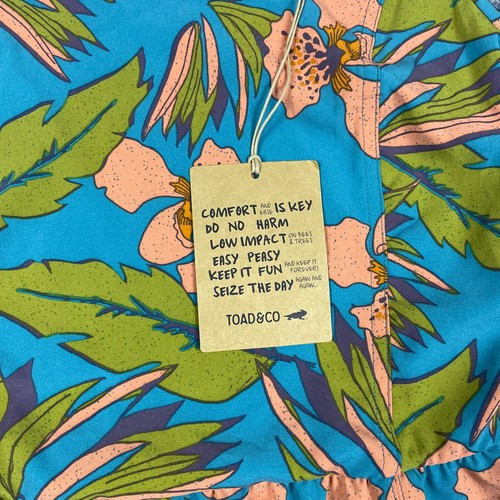 COMFORT AND EASE IS KEY
DO NO HARM
LOW IMPACT ON BEES & TREES
EASY PEASY
KEEP IT FUN AND KEEP IT FOREVER!
SEIZE THE DAY AGAIN AND AGAIN...
TOAD&CO